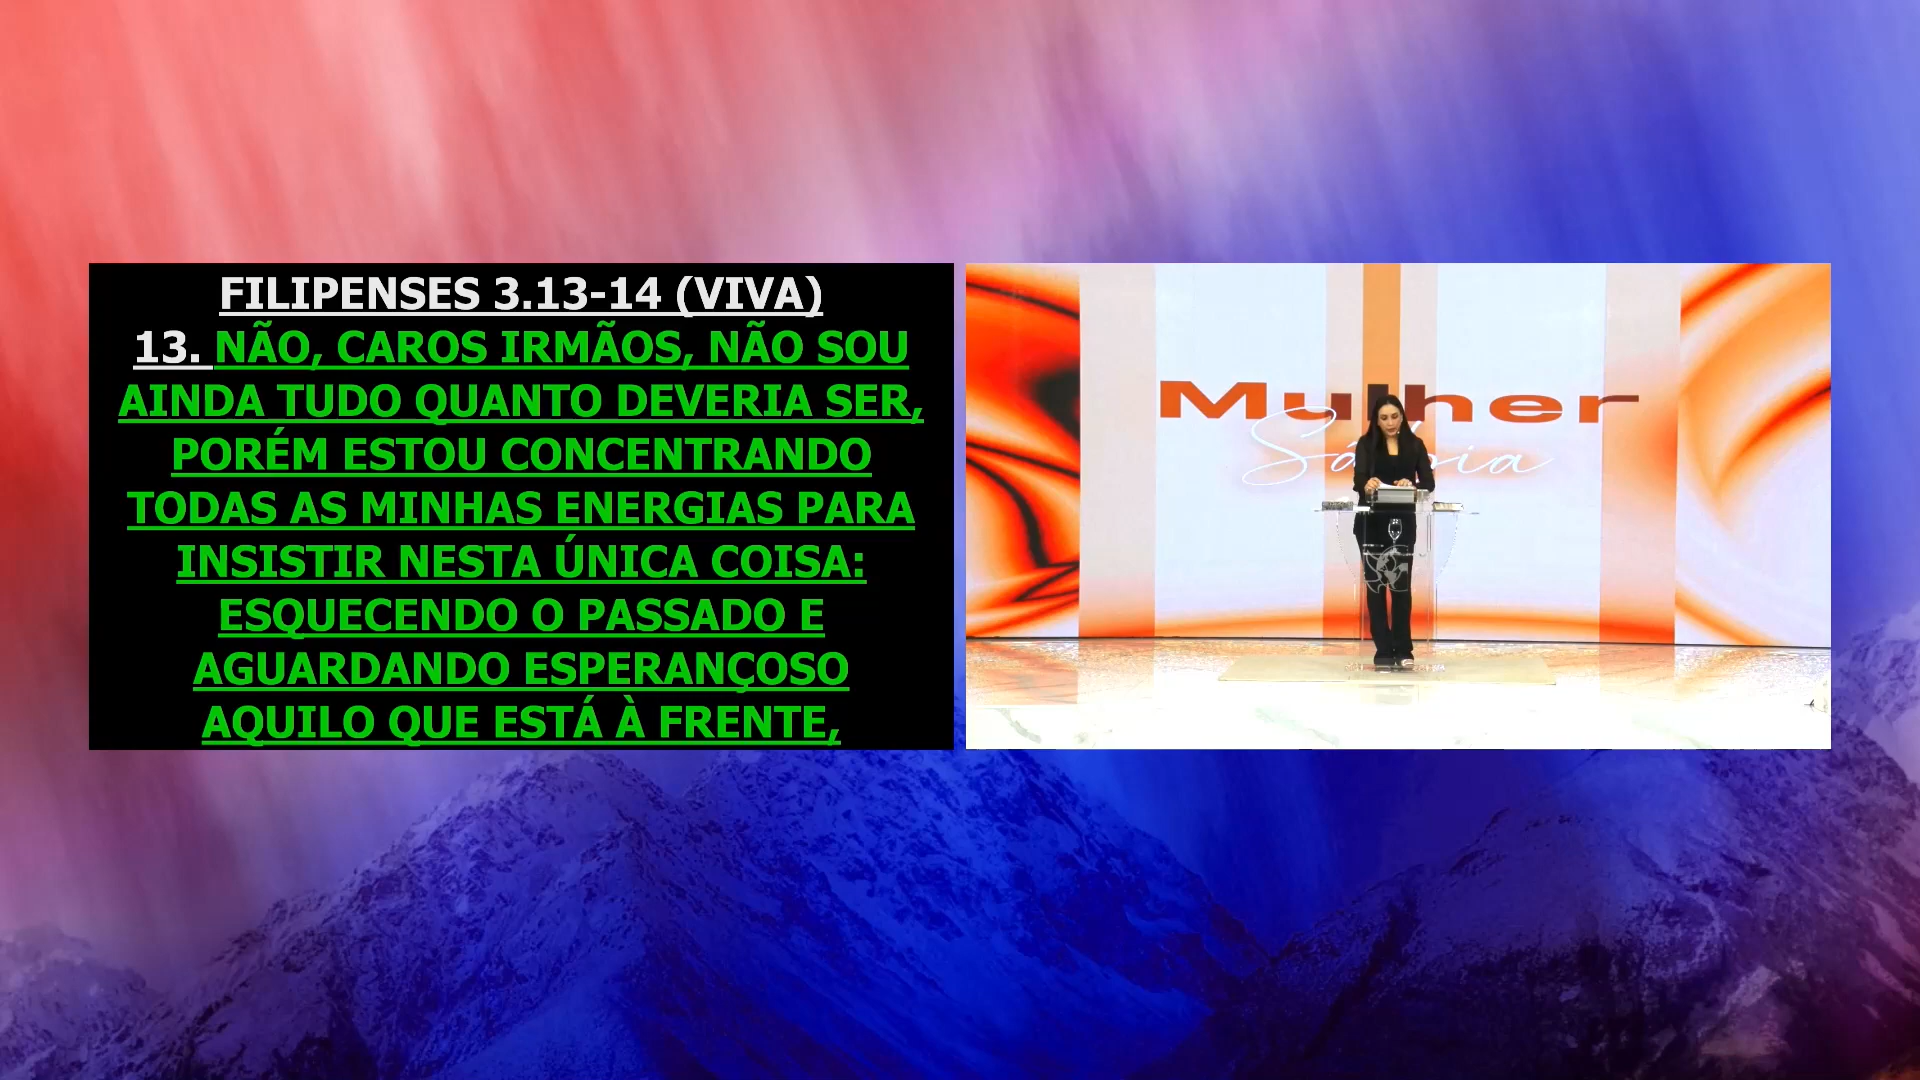 FILIPENSES 3.13-14 (VIVA)
13. NÃO, CAROS IRMÃOS, NÃO SOU
AINDA TUDO QUANTO DEVERIA SER,
PORÉM ESTOU CONCENTRANDO
TODAS AS MINHAS ENERGIAS PARA
INSISTIR NESTA ÚNICA COISA:
ESQUECENDO O PASSADO E
AGUARDANDO ESPERANÇOSO
AQUILO QUE ESTÁ À FRENTE,
Mulher
Sábia